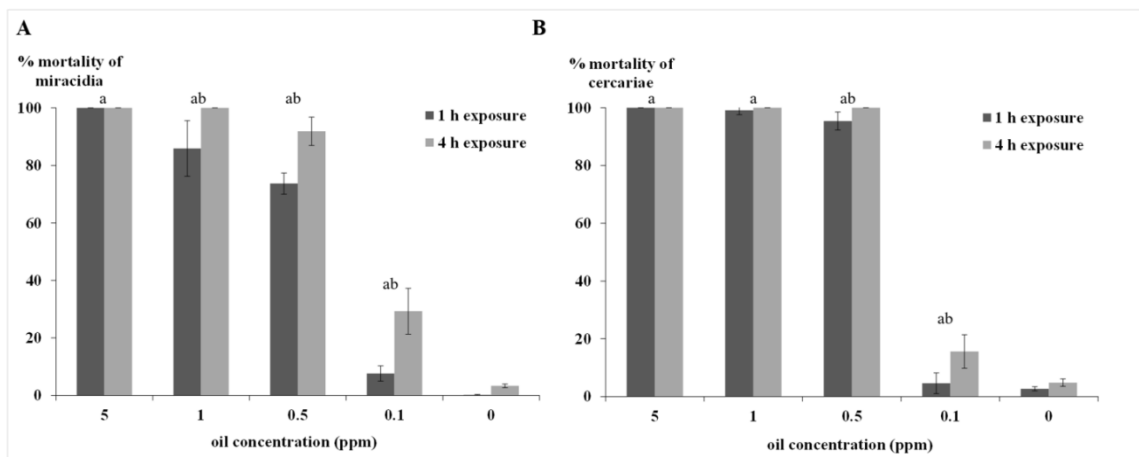 A
% mortality of
miracidia
a
ab
ab
100
80
60
40
20
0
1 h exposure
4 h exposure
ab
5
1
0.5
0.1
0
oil concentration (ppm)
B
% mortality of
cercariae
a
a
ab
100
80
60
40
20
0
1 h exposure
4 h exposure
ab
5
1
0.5
0.1
0
oil concentration (ppm)